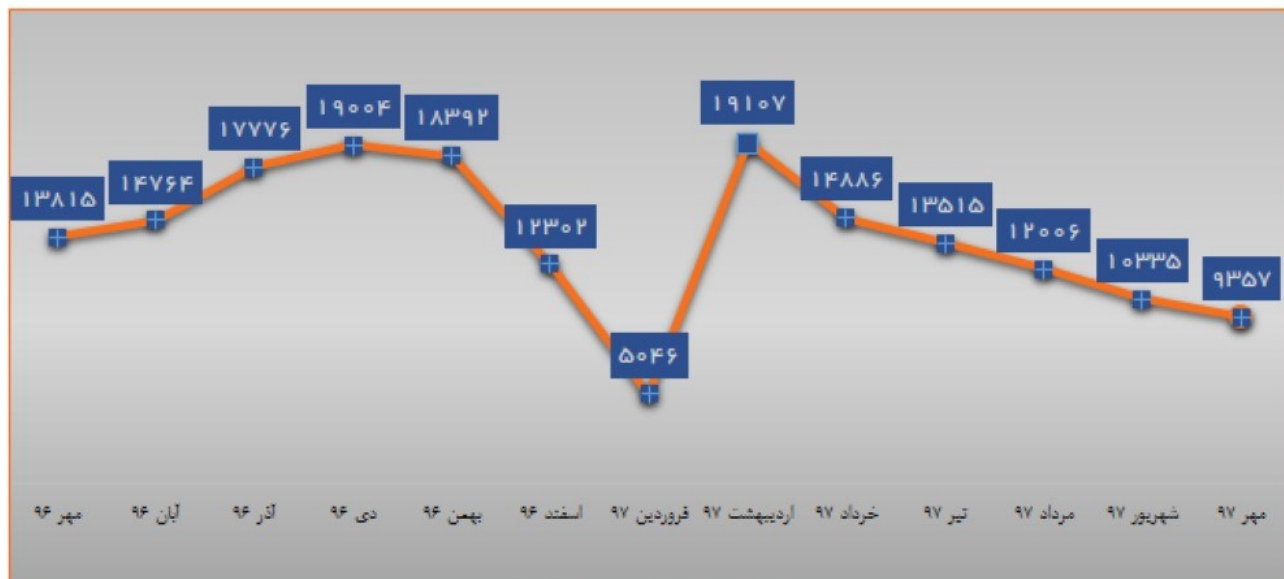 ۱۳۸۱۵
۱۴۷۶۴
۱۷۷۷۶
۱۹۰۰۴
۱۸۳۹۲
۱۲۳۰۲
۵۰۴۶
۱۹۱۰۷
۱۴۸۸۶
۱۳۵۱۵
۱۲۰۰۶
۱۰۳۳۵
۹۳۵۷
مهر ۹۶
آبان ۹۶
آذر ۹۶
دی ۹۶
بهمن ۹۶
اسفند ۹۶
فروردین ۹۷
اردیبهشت ۹۷
خرداد ۹۷
تیر ۹۷
مرداد ۹۷
شهریور ۹۷
مهر ۹۷